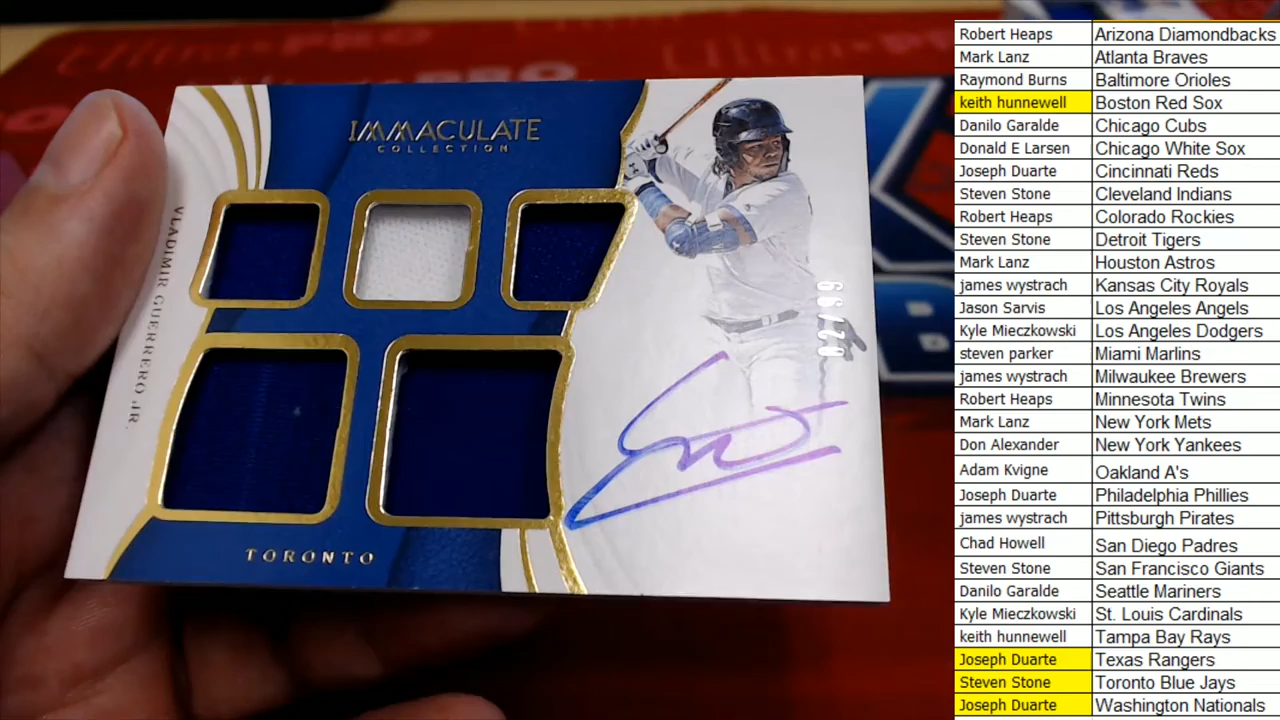 IMMACULATE
COLLECTION
VLADIMIR GUERRERO JR.
TORONTO
Robert Heaps Arizona Diamondbacks
Mark Lanz Atlanta Braves
Raymond Burns Baltimore Orioles
keith hunnewell Boston Red Sox
Danilo Garalde Chicago Cubs
Donald E Larsen Chicago White Sox
Joseph Duarte Cincinnati Reds
Steven Stone Cleveland Indians
Robert Heaps Colorado Rockies
Steven Stone Detroit Tigers
Mark Lanz Houston Astros
james wystrach Kansas City Royals
Jason Sarvis Los Angeles Angels
Kyle Mieczkowski Los Angeles Dodgers
steven parker Miami Marlins
james wystrach Milwaukee Brewers
Robert Heaps Minnesota Twins
Mark Lanz New York Mets
Don Alexander New York Yankees
Adam Kvigne Oakland A's
Joseph Duarte Philadelphia Phillies
james wystrach Pittsburgh Pirates
Chad Howell San Diego Padres
Steven Stone San Francisco Giants
Danilo Garalde Seattle Mariners
Kyle Mieczkowski St. Louis Cardinals
keith hunnewell Tampa Bay Rays
Joseph Duarte Texas Rangers
Steven Stone Toronto Blue Jays
Joseph Duarte Washington Nationals